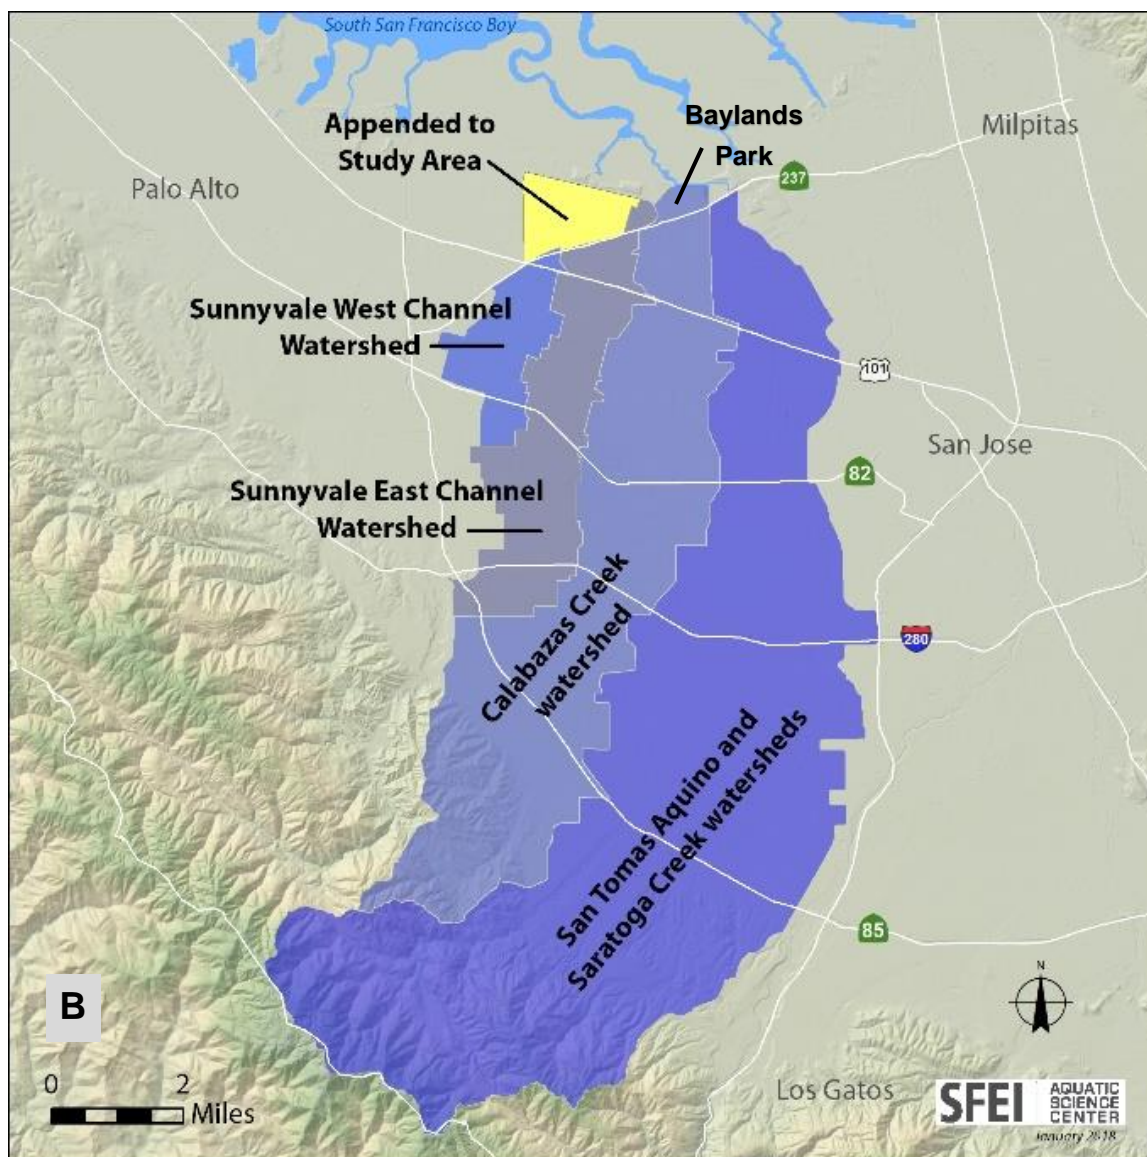 South San Francisco Bay
Appended to
Study Area
Baylands
Park
Milpitas
237
Palo Alto
Sunnyvale West Channel
Watershed
101
San Jose
82
Sunnyvale East Channel
Watershed
Calabazas Creek
watershed
280
San Tomas Aquino and
Saratoga Creek watersheds
85
N
B
0 2
Miles
Los Gatos
SFEI
AQUATIC
SCIENCE
CENTER
January 2018